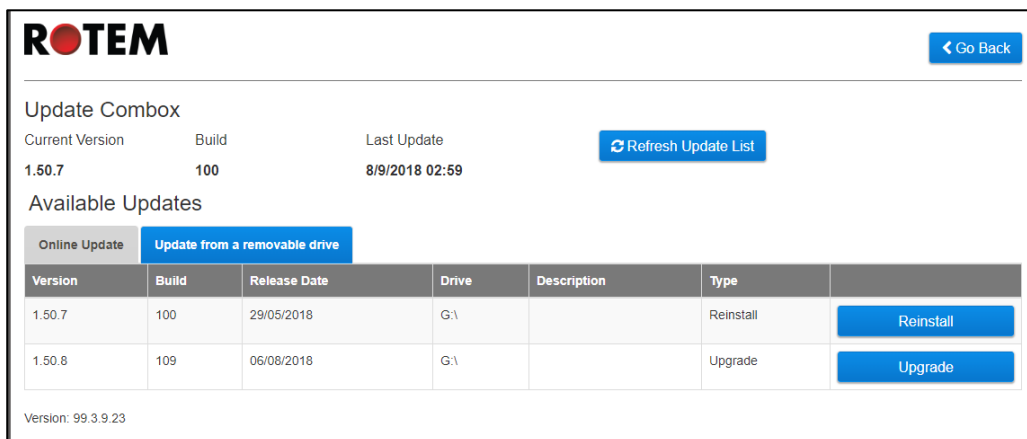 ROTEM
Go Back
Update Combox
Current Version Build Last Update Refresh Update List
1.50.7 100 8/9/2018 02:59
Available Updates
Online Update Update from a removable drive
Version Build Release Date Drive Description Type
1.50.7 100 29/05/2018 G:\ Reinstall Reinstall
1.50.8 109 06/08/2018 G:\ Upgrade Upgrade
Version: 99.3.9.23